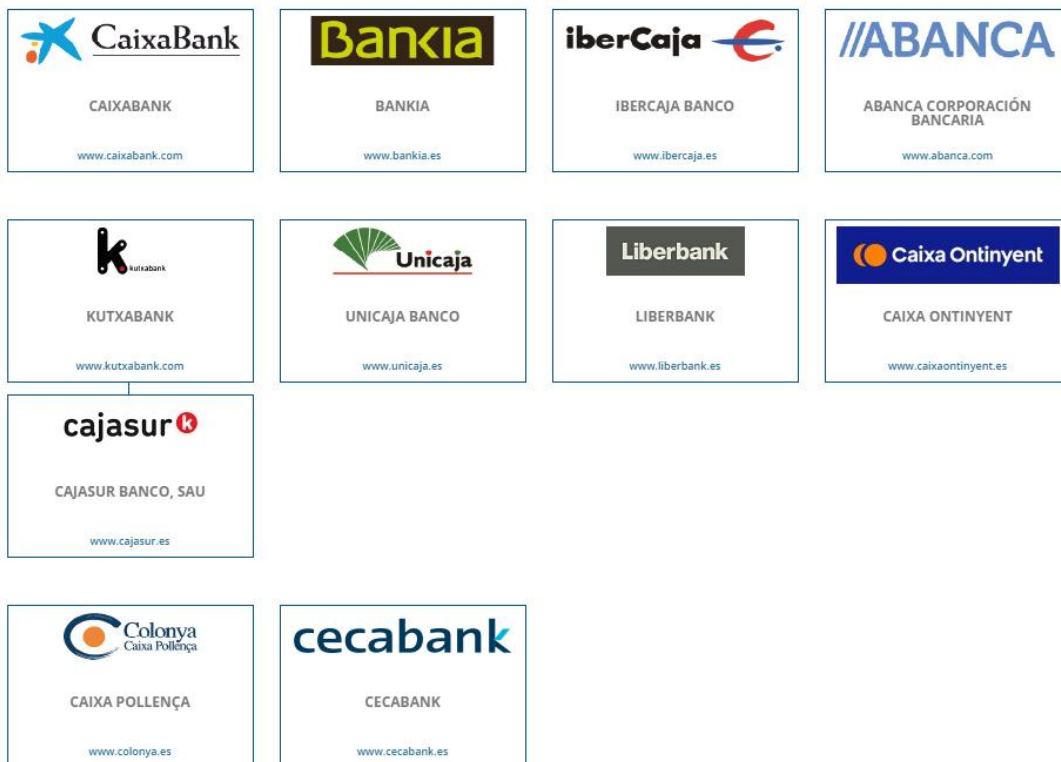 CaixaBank
CAIXABANK
www.caixabank.com
Bankia
BANKIA
www.bankia.es
iberCaja
IBERCAJA BANCO
www.ibercaja.es
//ABANCA
ABANCA CORPORACIÓN
BANCARIA
www.abanca.com
k
kutxabank
KUTXABANK
www.kutxabank.com
Unicaja
UNICAJA BANCO
www.unicaja.es
Liberbank
LIBERBANK
www.liberbank.es
Caixa Ontinyent
CAIXA ONTINYENT
www.caixaontinyent.es
cajasur k
CAJASUR BANCO, SAU
www.cajasur.es
Colonya
Caixa Pollença
CAIXA POLLENÇA
www.colonya.es
cecabank
CECABANK
www.cecabank.es